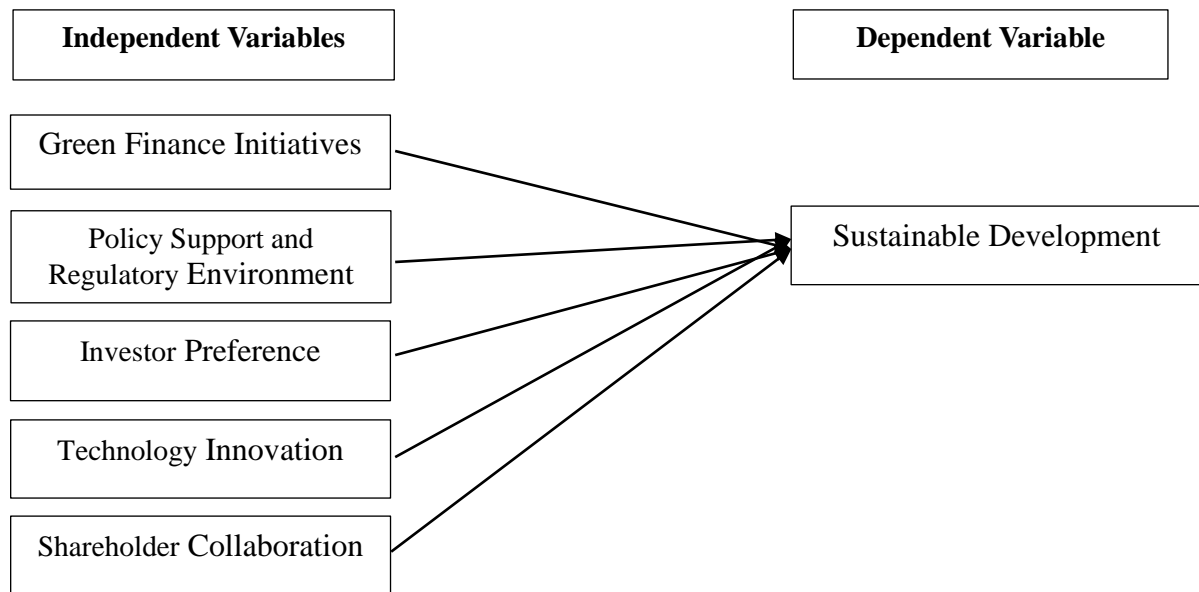 Independent Variables
Dependent Variable
Green Finance Initiatives
Policy Support and
Regulatory Environment
Sustainable Development
Investor Preference
Technology Innovation
Shareholder Collaboration